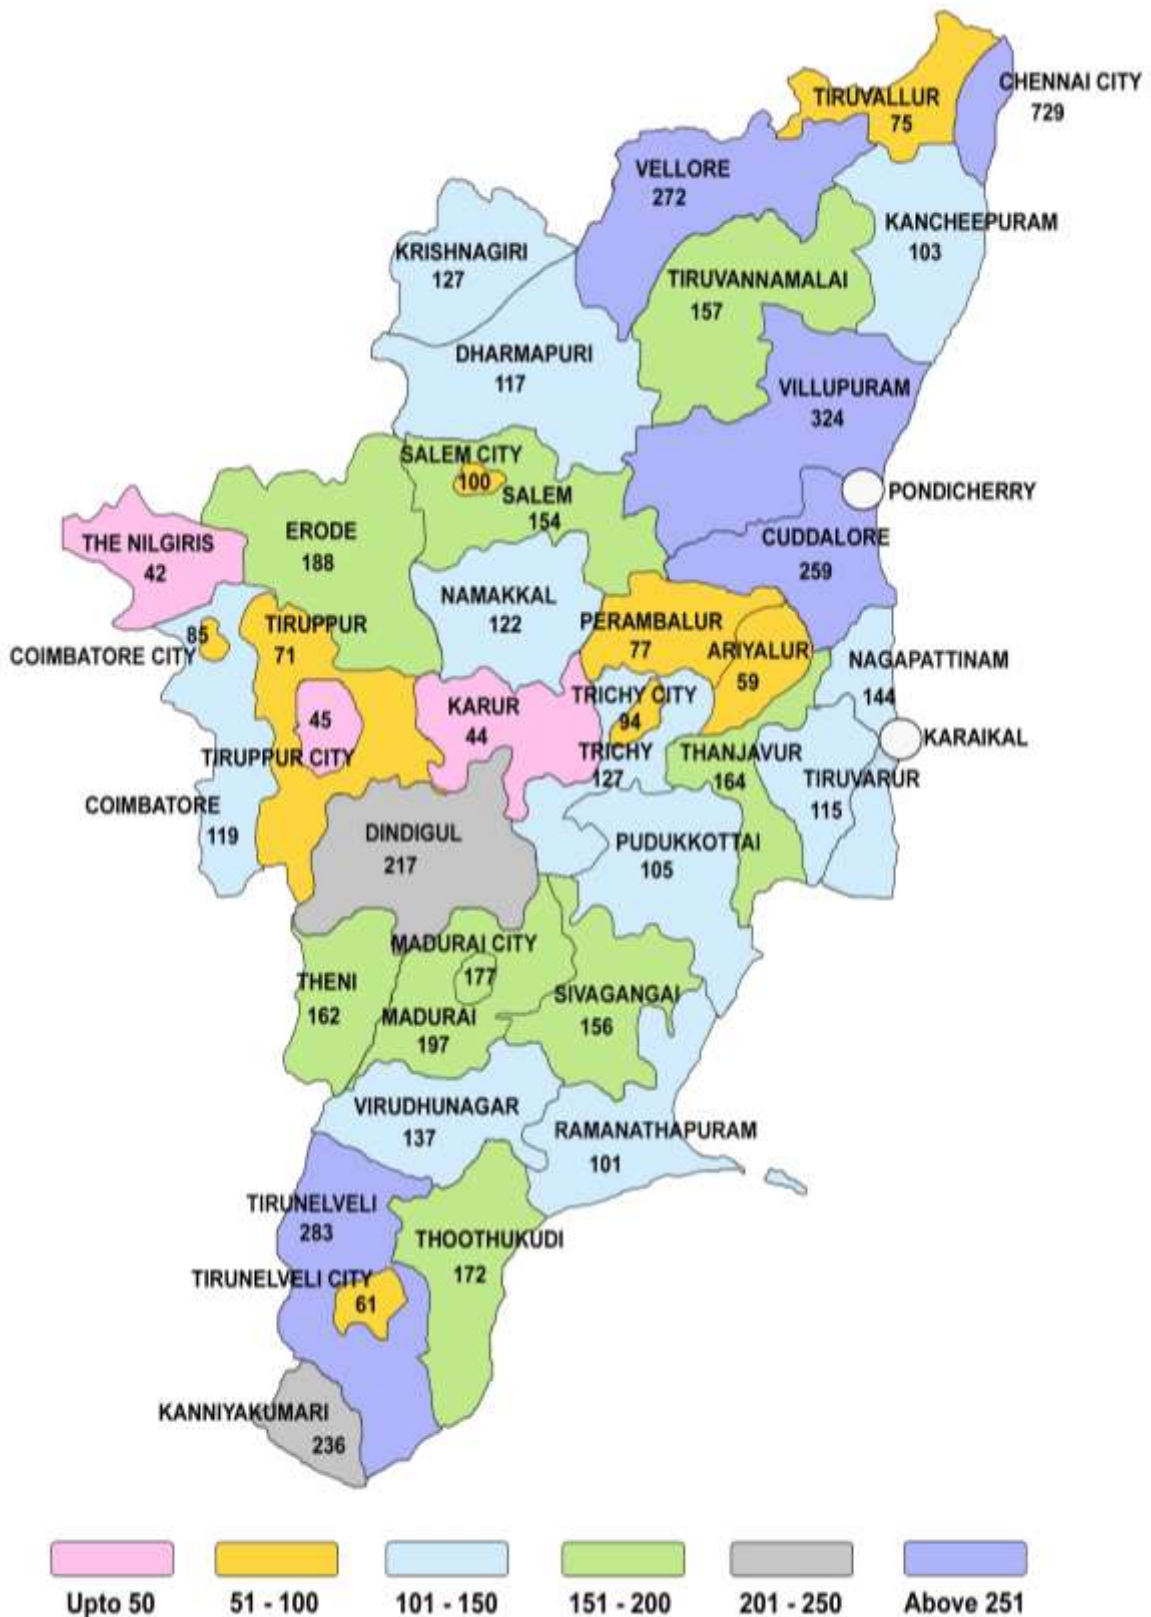 TIRUVALLUR
75
CHENNAI CITY
729
VELLORE
272
KANCHEEPURAM
103
KRISHNAGIRI
127
TIRUVANNAMALAI
157
DHARMAPURI
117
VILLUPURAM
324
SALEM CITY
100
SALEM
154
PONDICHERRY
ERODE
188
THE NILGIRIS
42
CUDDALORE
259
NAMAKKAL
122
PERAMBALUR
77
TIRUPPUR
71
85
COIMBATORE CITY
ARIYALUR
59
NAGAPATTINAM
144
KARUR
44
TRICHY CITY
94
45
TIRUPPUR CITY
TRICHY
127
THANJAVUR
164
KARAIKAL
TIRUVARUR
115
COIMBATORE
119
DINDIGUL
217
PUDUKKOTTAI
105
MADURAI CITY
177
THENI
162
SIVAGANGAI
156
MADURAI
197
VIRUDHUNAGAR
137
RAMANATHAPURAM
101
TIRUNELVELI
283
THOOTHUKUDI
172
TIRUNELVELI CITY
61
KANNIYAKUMARI
236
Upto 50
51 - 100
101 - 150
151 - 200
201 - 250
Above 251